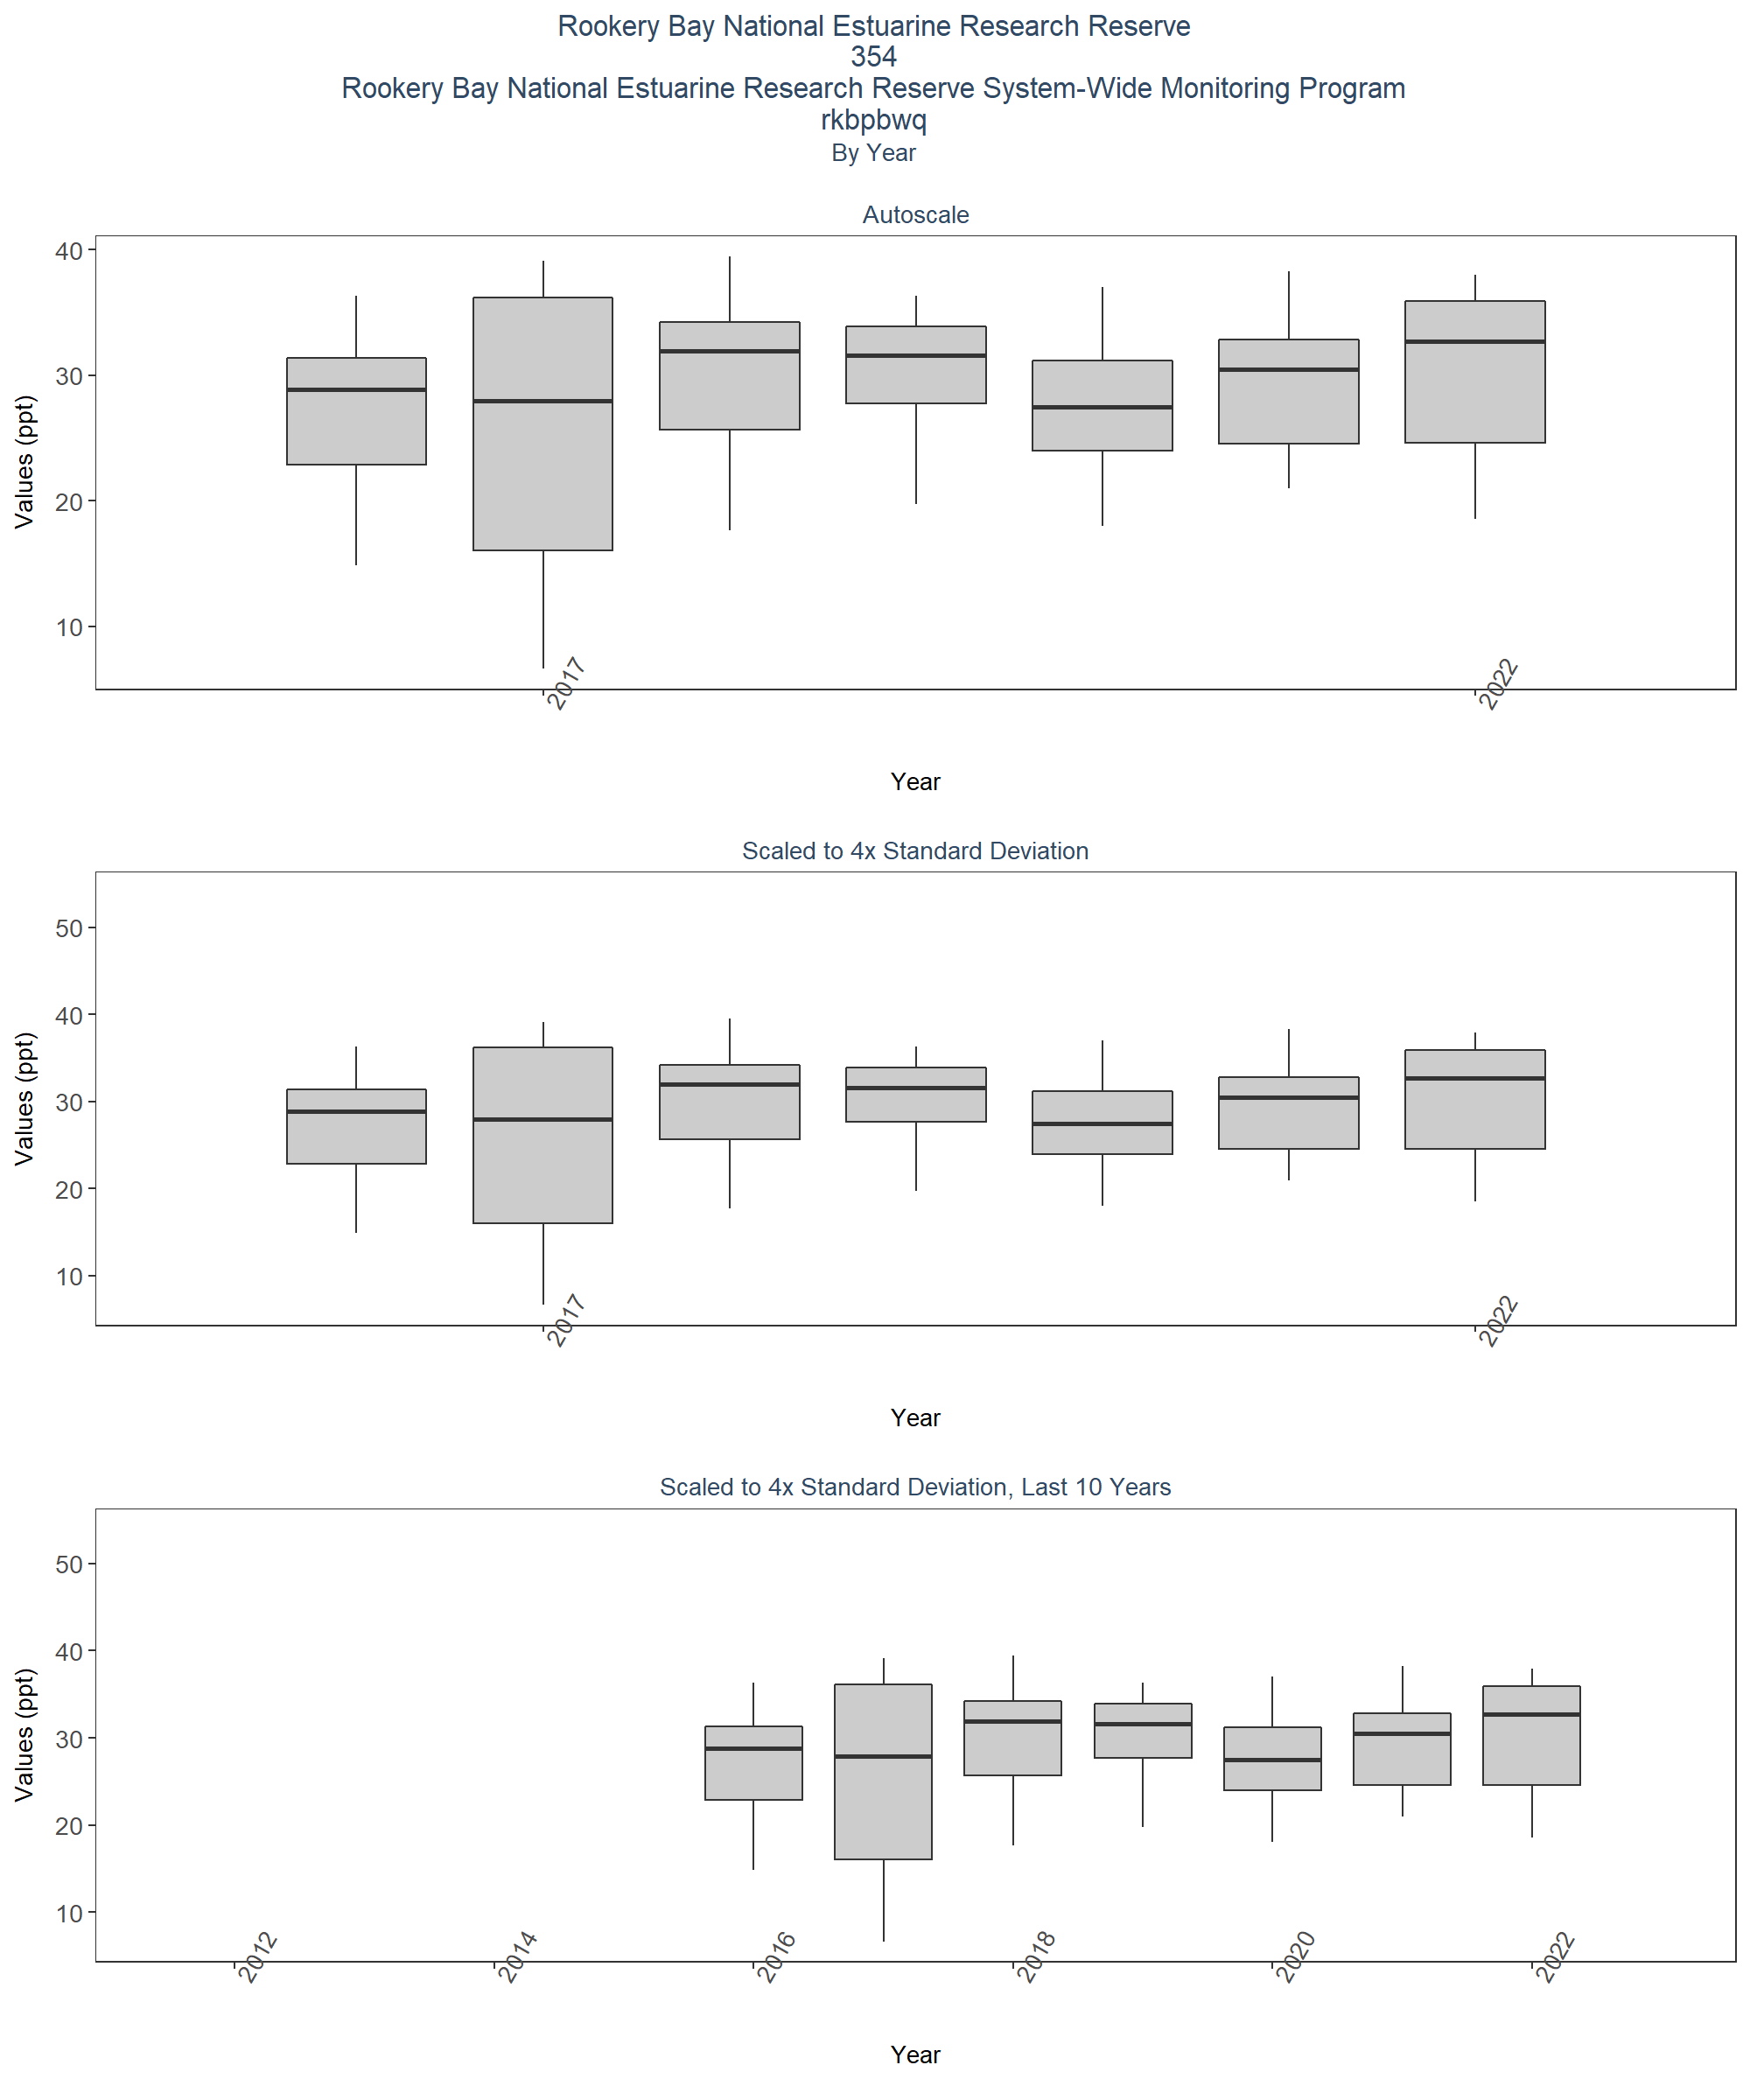 Rookery Bay National Estuarine Research Reserve
354
Rookery Bay National Estuarine Research Reserve System-Wide Monitoring Program
rkbpbwq
By Year
Autoscale
40
30
20
10
Values (ppt)
2017
2022
Year
Scaled to 4x Standard Deviation
50
40
30
20
10
Values (ppt)
2017
2022
Year
Scaled to 4x Standard Deviation, Last 10 Years
50
40
30
20
10
Values (ppt)
2012
2014
2016
2018
2020
2022
Year